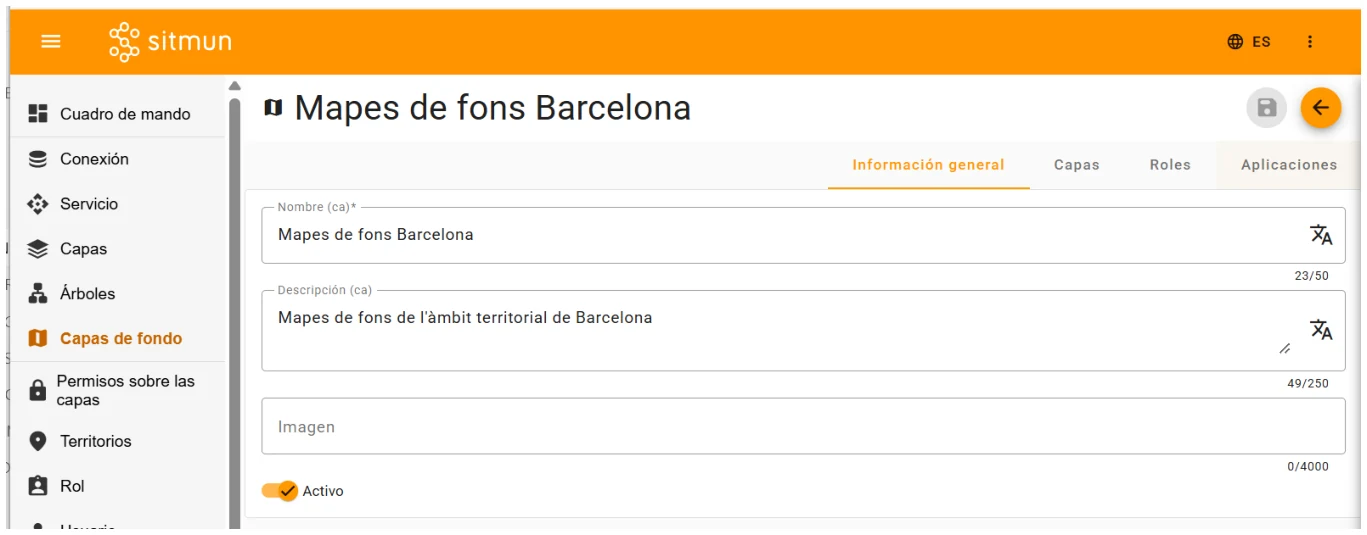 sitmun
ES
Cuadro de mando
Conexión
Servicio
Capas
Árboles
Capas de fondo
Permisos sobre las
capas
Territorios
Rol
Mapes de fons Barcelona
Información general
Capas
Roles
Aplicaciones
Nombre (ca)*
Mapes de fons Barcelona
23/50
Descripción (ca)
Mapes de fons de l'àmbit territorial de Barcelona
49/250
Imagen
0/4000
Activo